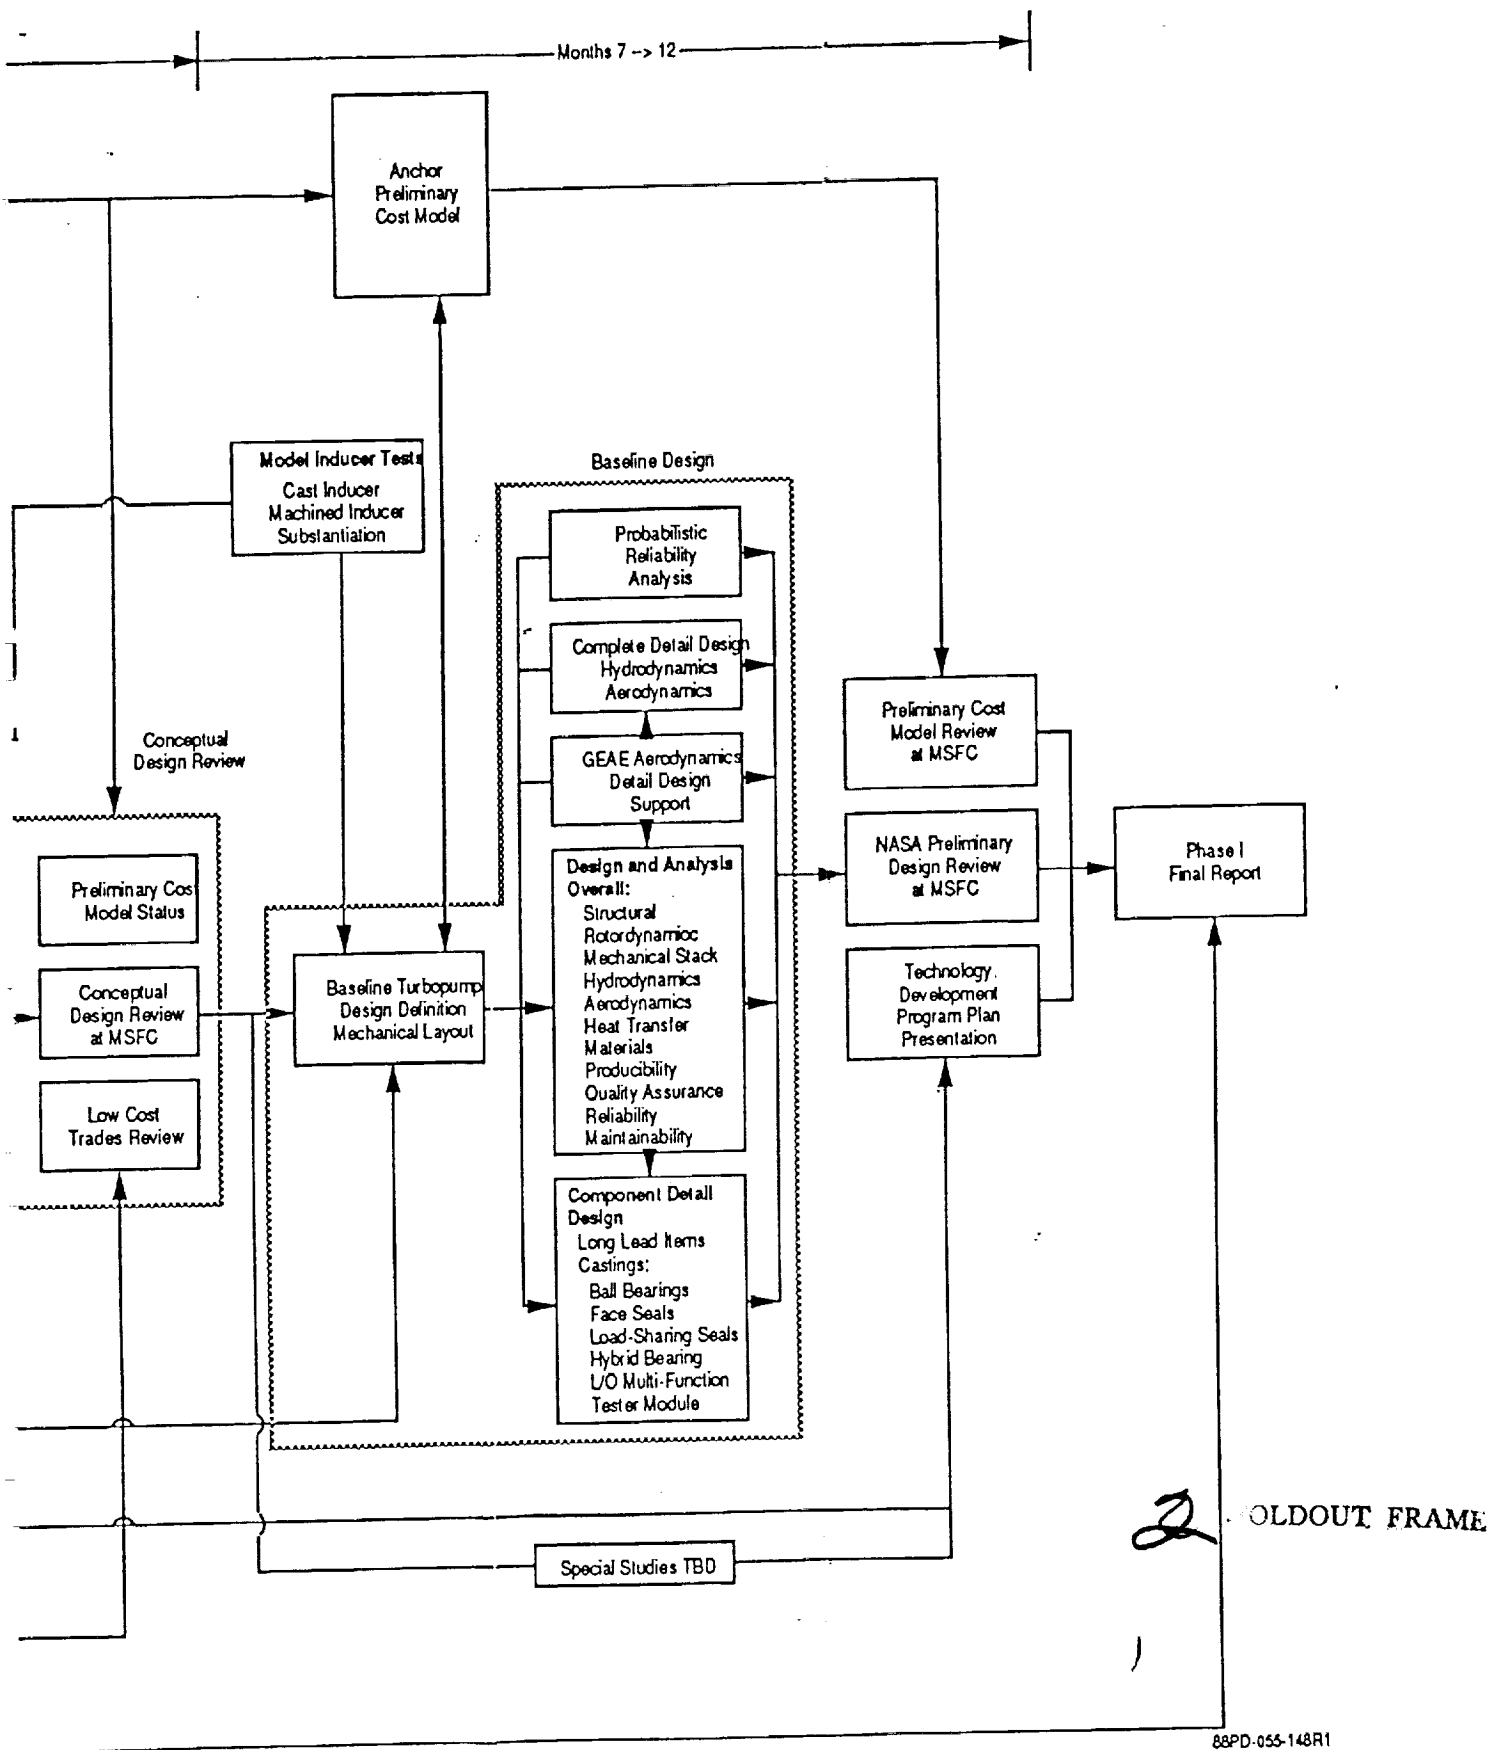 Months 7 --> 12
Anchor
Preliminary
Cost Model
Model Inducer Tests
Cast Inducer
Machined Inducer
Substantiation
Baseline Design
Probabilistic
Reliability
Analysis
Complete Detail Design
Hydrodynamics
Aerodynamics
GEAE Aerodynamics
Detail Design
Support
Design and Analysis
Overall:
Structural
Rotordynamioc
Mechanical Stack
Hydrodynamics
Aerodynamics
Heat Transfer
Materials
Producibility
Quality Assurance
Reliability
Maintainability
Component Detail
Design
Long Lead Items
Castings:
Ball Bearings
Face Seals
Load-Sharing Seals
Hybrid Bearing
L/O Multi-Function
Tester Module
Conceptual
Design Review
Preliminary Cos
Model Status
Conceptual
Design Review
at MSFC
Low Cost
Trades Review
Baseline Turbopump
Design Definition
Mechanical Layout
Preliminary Cost
Model Review
at MSFC
NASA Preliminary
Design Review
at MSFC
Technology
Development
Program Plan
Presentation
Phase I
Final Report
Special Studies TBD
2 OLDOUT FRAME
88PD-055-148R1